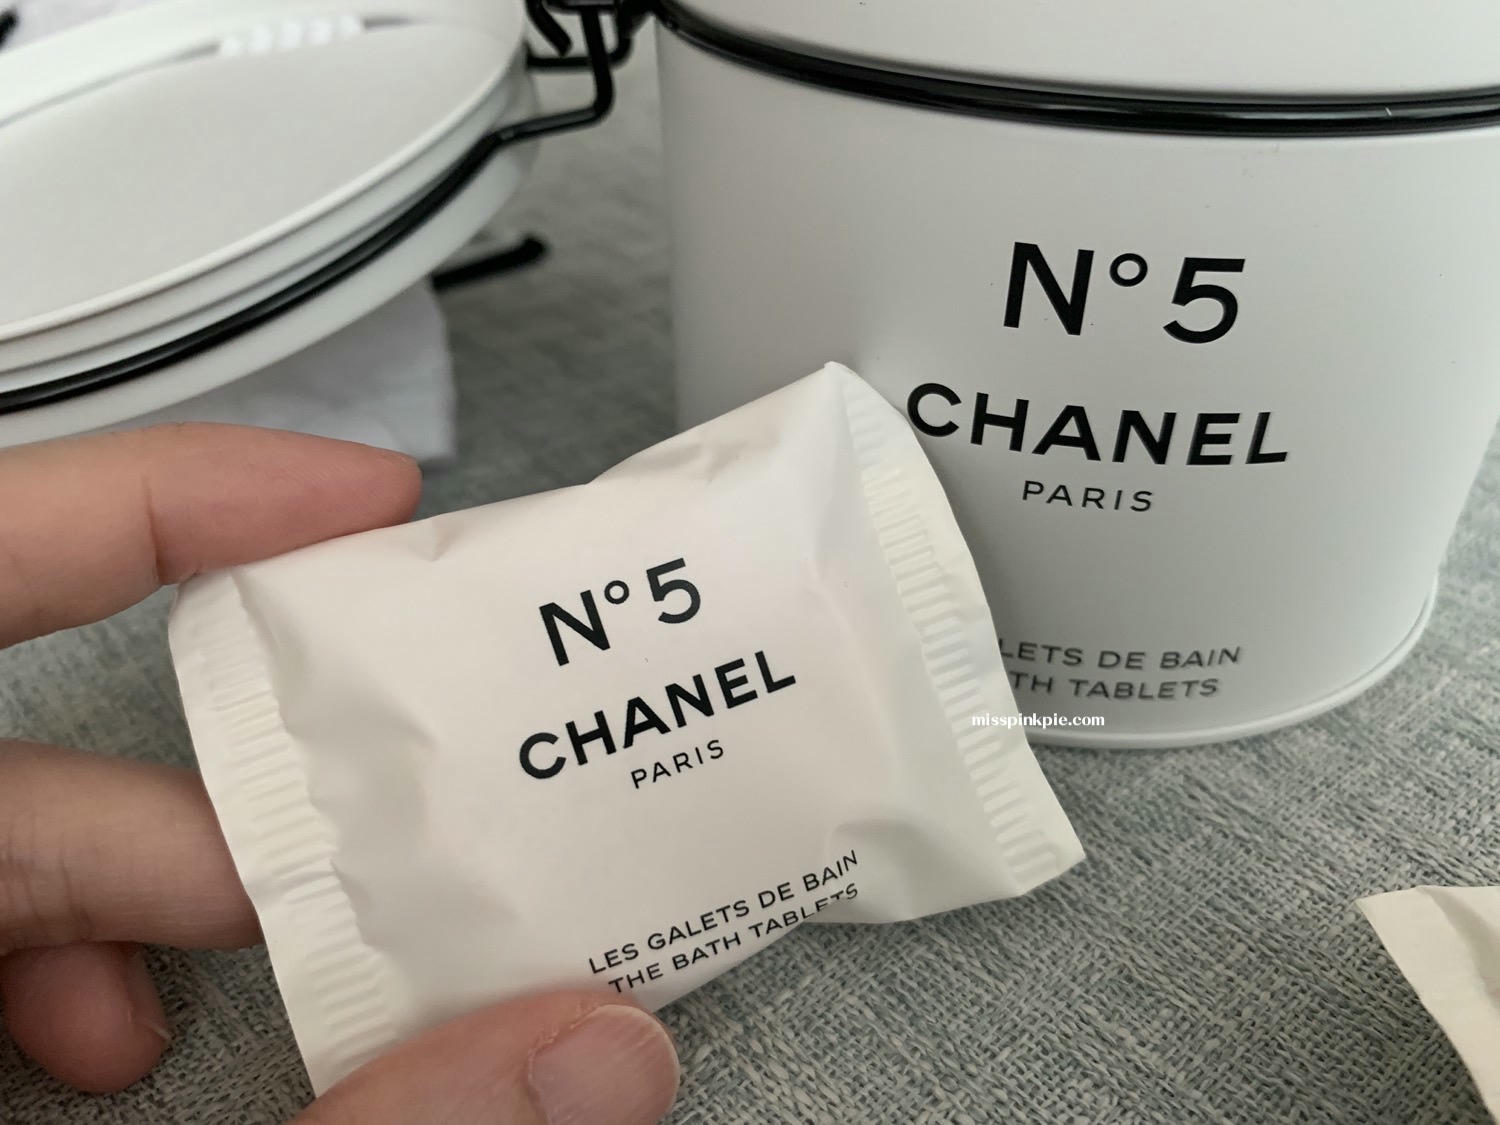 N°5
CHANEL
PARIS
LETS DE BAIN
TH TABLETS
misspinkpie.com
N°5
CHANEL
PARIS
LES GALETS DE BAIN
THE BATH TABLETS